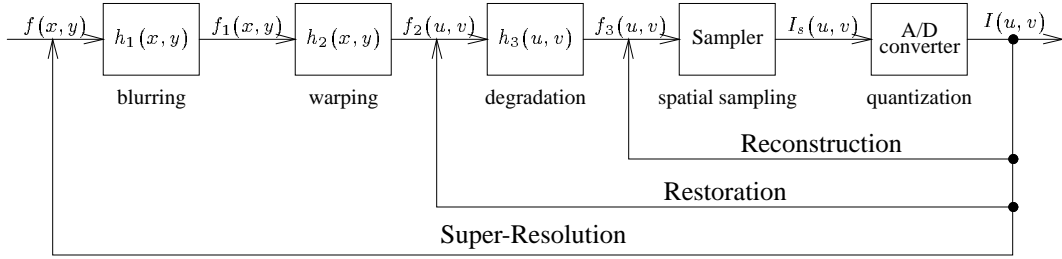 f(x, y) h₁(x, y) f₁(x, y) h₂(x, y) f₂(u, v) h₃(u, v) f₃(u, v) Sampler Iₛ(u, v) A/D converter I(u, v)
blurring warping degradation spatial sampling quantization
Reconstruction
Restoration
Super-Resolution